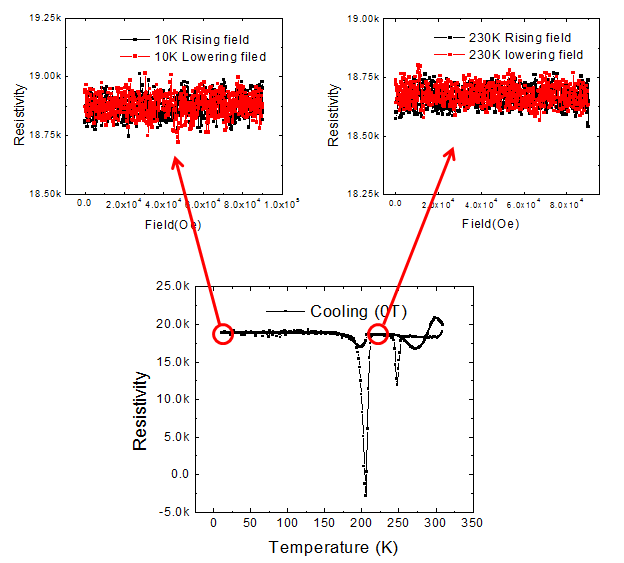 19.25k
19.00k
18.75k
18.50k
Resistivity
10K Rising field
10K Lowering filed
0.0 2.0x10⁴ 4.0x10⁴ 6.0x10⁴ 8.0x10⁴ 1.0x10⁵
Field(Oe)
19.00k
18.75k
18.50k
18.25k
Resistivity
230K Rising field
230K lowering field
0.0 2.0x10⁴ 4.0x10⁴ 6.0x10⁴ 8.0x10⁴
Field(Oe)
25.0k
20.0k
15.0k
10.0k
5.0k
0.0
-5.0k
Resistivity
Cooling (0T)
0 50 100 150 200 250 300 350
Temperature (K)